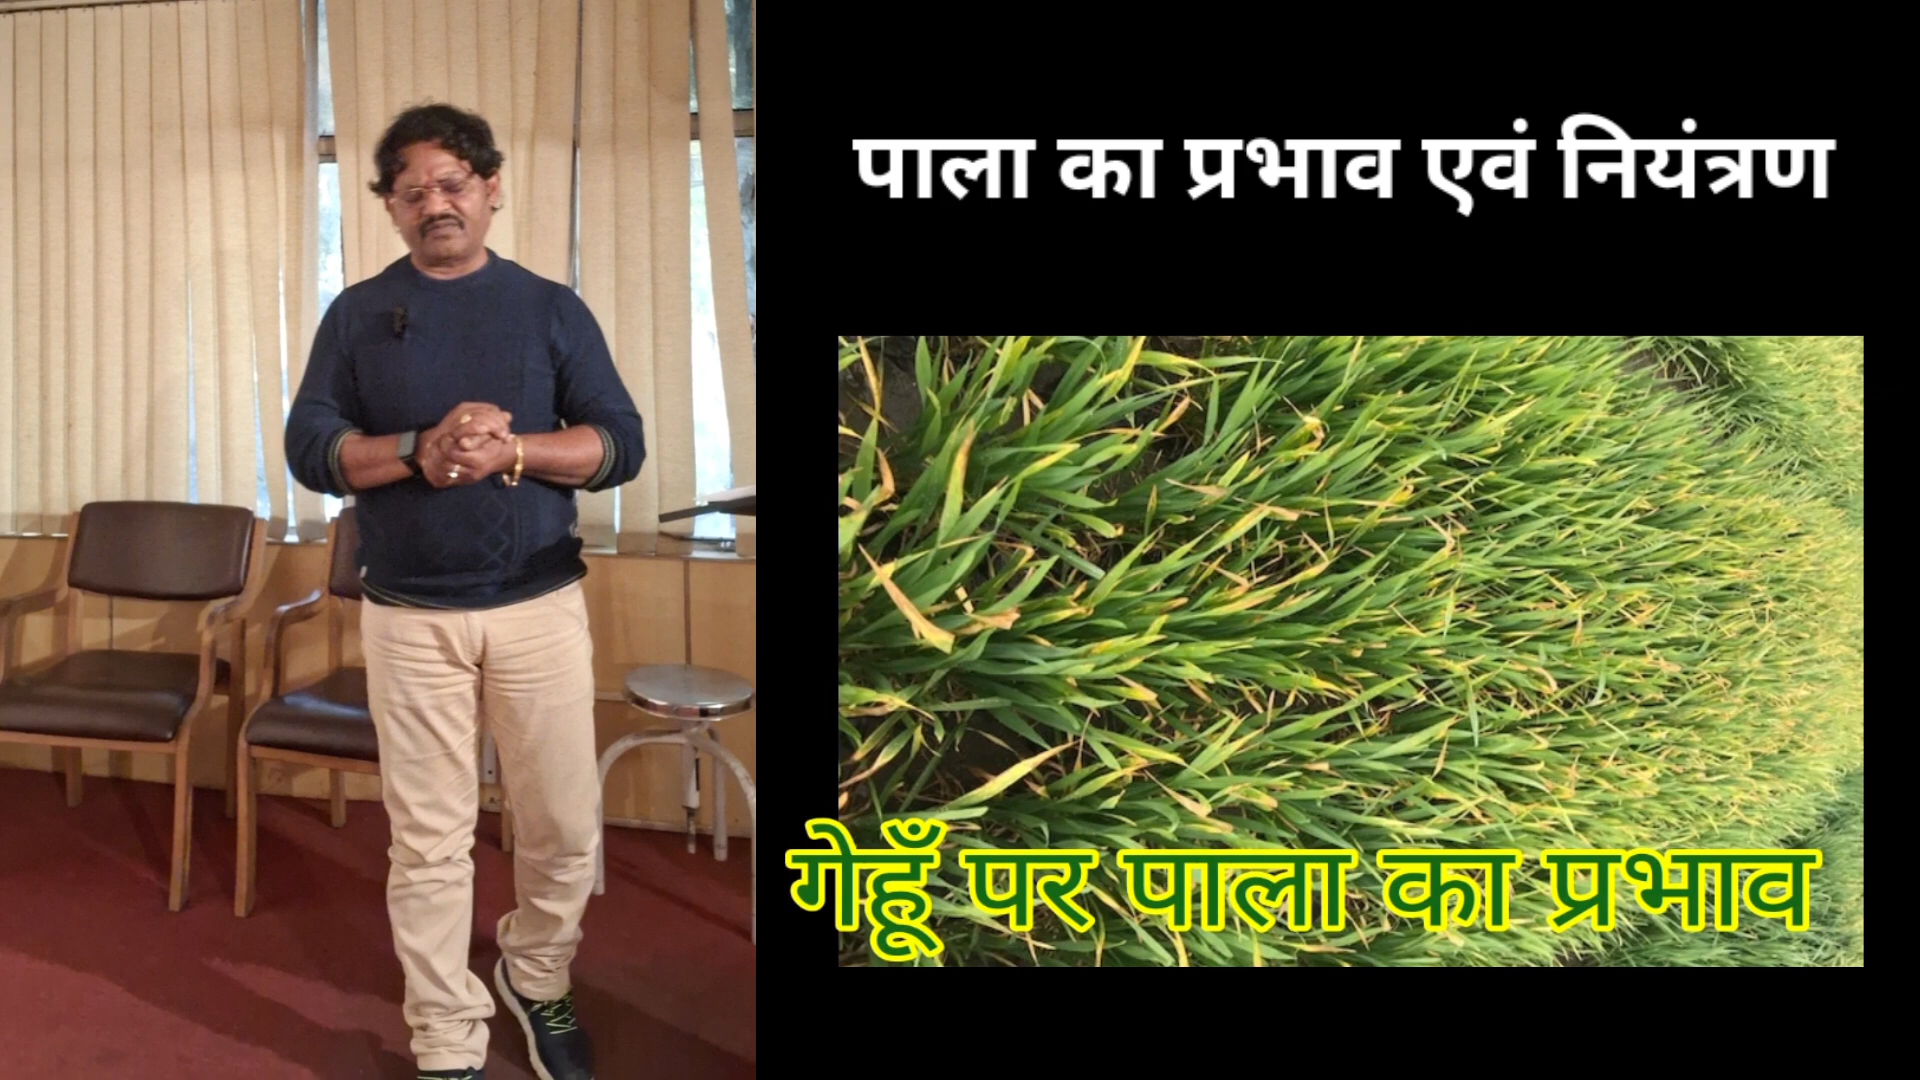 पाला का प्रभाव एवं नियंत्रण
गेहूँ पर पाला का प्रभाव